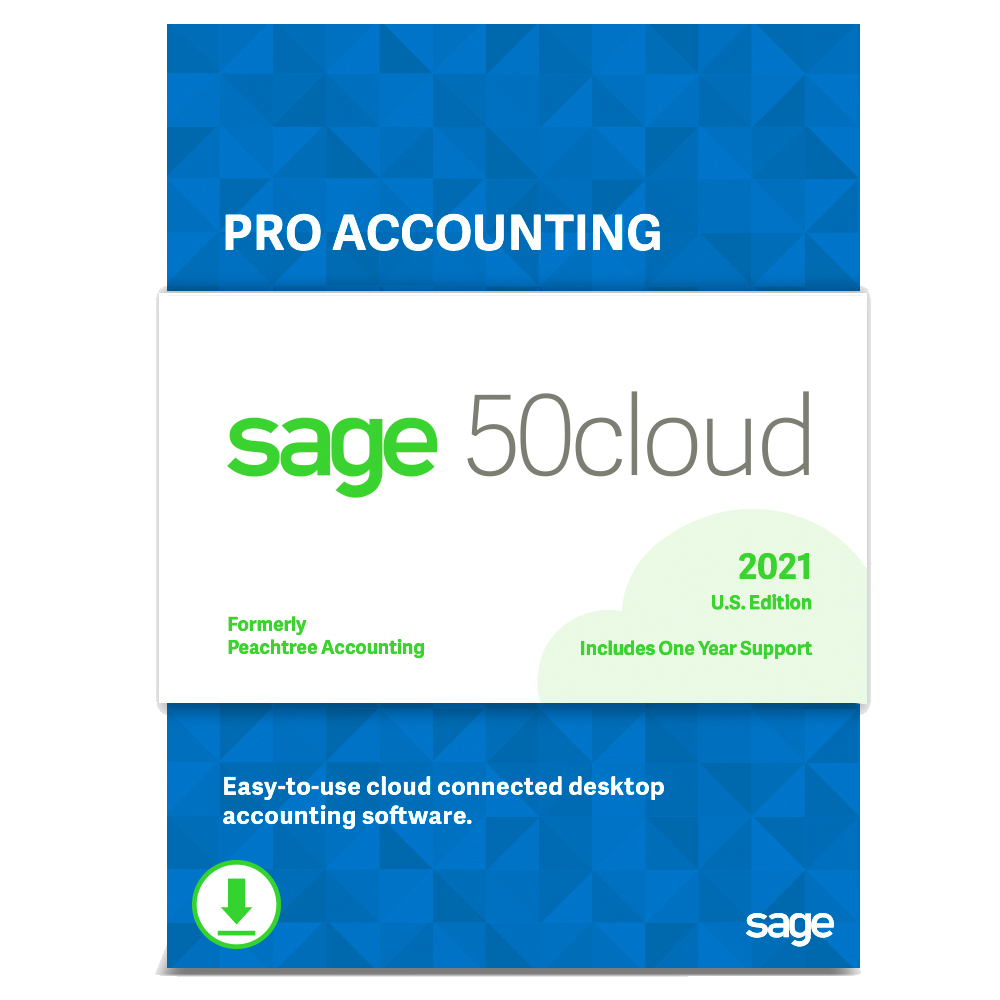 PRO ACCOUNTING
sage 50cloud
2021
U.S. Edition
Formerly
Peachtree Accounting
Includes One Year Support
Easy-to-use cloud connected desktop
accounting software.
sage